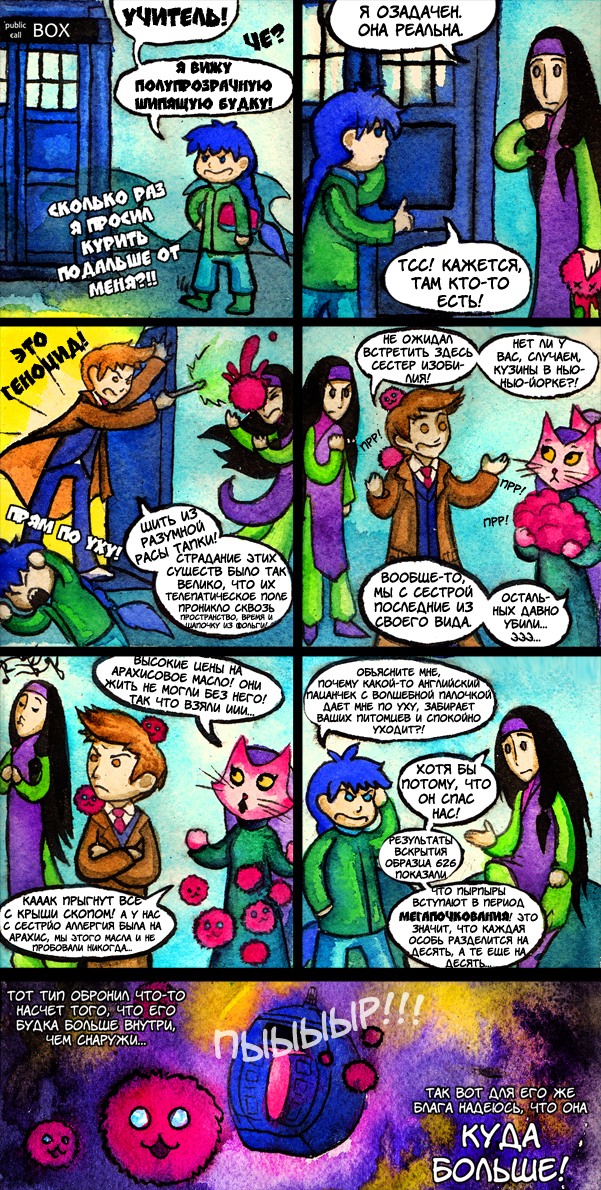 public
call BOX
УЧИТЕЛЬ!
ЧЕ?
Я ВИЖУ
ПОЛУПРОЗРАЧНУЮ
ШИПЯЩУЮ БУДКУ!
СКОЛЬКО РАЗ
Я ПРОСИЛ
КУРИТЬ
ПОДАЛЬШЕ ОТ
МЕНЯ?!!
Я ОЗАДАЧЕН.
ОНА РЕАЛЬНА.
ТСС! КАЖЕТСЯ,
ТАМ КТО-ТО
ЕСТЬ!
ЭТО
ГЕНОЦИД!
ПРЯМ ПО УХУ!
ШИТЬ ИЗ
РАЗУМНОЙ
РАСЫ ТАПКИ!
СТРАДАНИЕ ЭТИХ
СУЩЕСТВ БЫЛО ТАК
ВЕЛИКО, ЧТО ИХ
ТЕЛЕПАТИЧЕСКОЕ ПОЛЕ
ПРОНИКЛО СКВОЗЬ
ПРОСТРАНСТВО, ВРЕМЯ И
ШАПОЧКУ ИЗ ФОЛЬГИ!
НЕ ОЖИДАЛ
ВСТРЕТИТЬ ЗДЕСЬ
СЕСТЕР ИЗОБИ-
ЛИЯ!
НЕТ ЛИ У
ВАС, СЛУЧАЕМ,
КУЗИНЫ В НЬЮ-
НЬЮ-ЙОРКЕ?!
ПРР!
ПРР!
ПРР!
ПРР!
ВООБЩЕ-ТО,
МЫ С СЕСТРОЙ
ПОСЛЕДНИЕ ИЗ
СВОЕГО ВИДА.
ОСТАЛЬ-
НЫХ ДАВНО
УБИЛИ...
ЭЭЭ...
ВЫСОКИЕ ЦЕНЫ НА
АРАХИСОВОЕ МАСЛО! ОНИ
ЖИТЬ НЕ МОГЛИ БЕЗ НЕГО!
ТАК ЧТО ВЗЯЛИ ИИИ...
КАААК ПРЫГНУТ ВСЕ
С КРЫШИ СКОПОМ! А У НАС
С СЕСТРЙО АЛЛЕРГИЯ БЫЛА НА
АРАХИС, МЫ ЭТОГО МАСЛА И НЕ
ПРОБОВАЛИ НИКОГДА...
ОБЬЯСНИТЕ МНЕ,
ПОЧЕМУ КАКОЙ-ТО АНГЛИЙСКИЙ
ПАЦАНЧЕК С ВОЛШЕБНОЙ ПАЛОЧКОЙ
ДАЕТ МНЕ ПО УХУ, ЗАБИРАЕТ
ВАШИХ ПИТОМЦЕВ И СПОКОЙНО
УХОДИТ?!
ХОТЯ БЫ
ПОТОМУ, ЧТО
ОН СПАС
НАС!
РЕЗУЛЬТАТЫ
ВСКРЫТИЯ
ОБРАЗЦА 626
ПОКАЗАЛИ
ЧТО ПЫРПЫРЫ
ВСТУПАЮТ В ПЕРИОД
МЕГАПОЧКОВАНИЯ! ЭТО
ЗНАЧИТ, ЧТО КАЖДАЯ
ОСОБЬ РАЗДЕЛИТСЯ НА
ДЕСЯТЬ, А ТЕ ЕЩЕ НА
ДЕСЯТЬ...
ТОТ ТИП ОБРОНИЛ ЧТО-ТО
НАСЧЕТ ТОГО, ЧТО ЕГО
БУДКА БОЛЬШЕ ВНУТРИ,
ЧЕМ СНАРУЖИ...
ПЫЫЫЫР!!!
ТАК ВОТ ДЛЯ ЕГО ЖЕ
БЛАГА НАДЕЮСЬ, ЧТО ОНА
КУДА
БОЛЬШЕ!